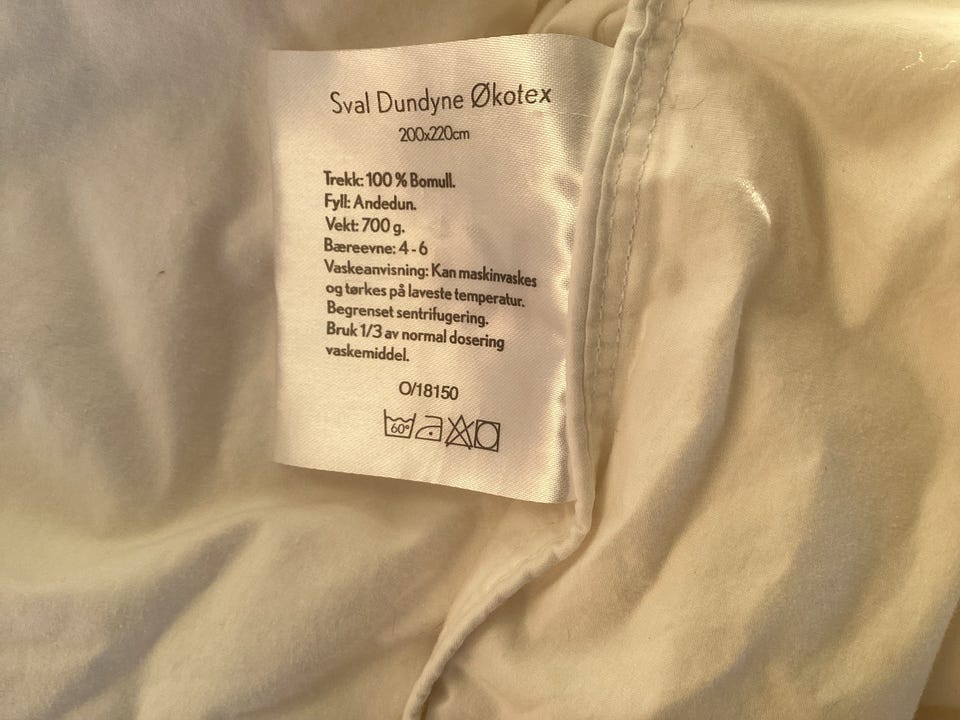 Sval Dundyne Økotex
200x220cm
Trekk: 100 % Bomull.
Fyll: Andedun.
Vekt: 700 g.
Bæreevne: 4 - 6
Vaskeanvisning: Kan maskinvaskes
og tørkes på laveste temperatur.
Begrenset sentrifugering.
Bruk 1/3 av normal dosering
vaskemiddel.
O/18150
60°